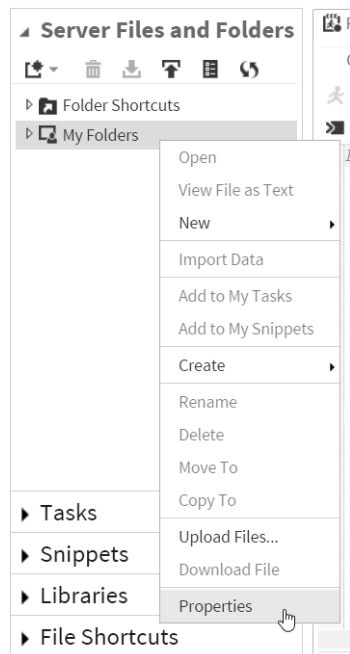 Server Files and Folders
Folder Shortcuts
My Folders
Open
View File as Text
New
Import Data
Add to My Tasks
Add to My Snippets
Create
Rename
Delete
Move To
Copy To
Upload Files...
Download File
Properties
Tasks
Snippets
Libraries
File Shortcuts